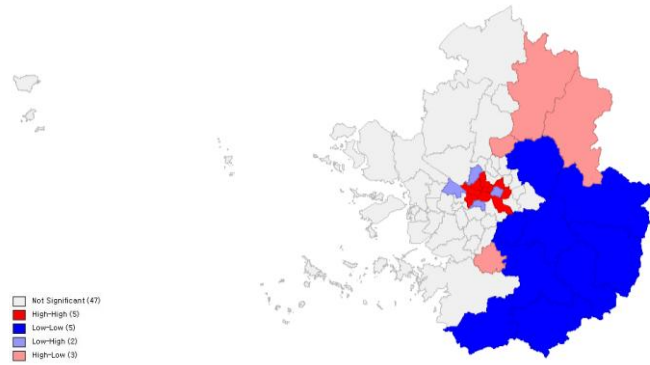 Not Significant (47)
High-High (5)
Low-Low (5)
Low-High (2)
High-Low (3)